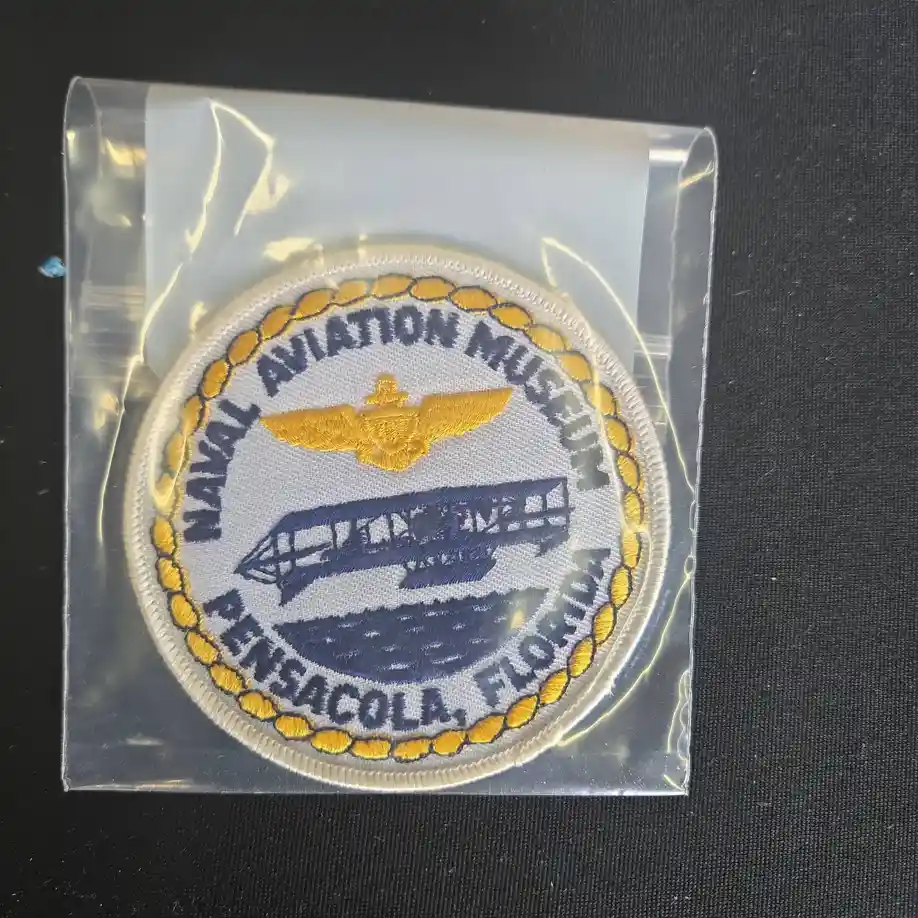 NAVAL AVIATION MUSEUM
PENSACOLA, FLORIDA